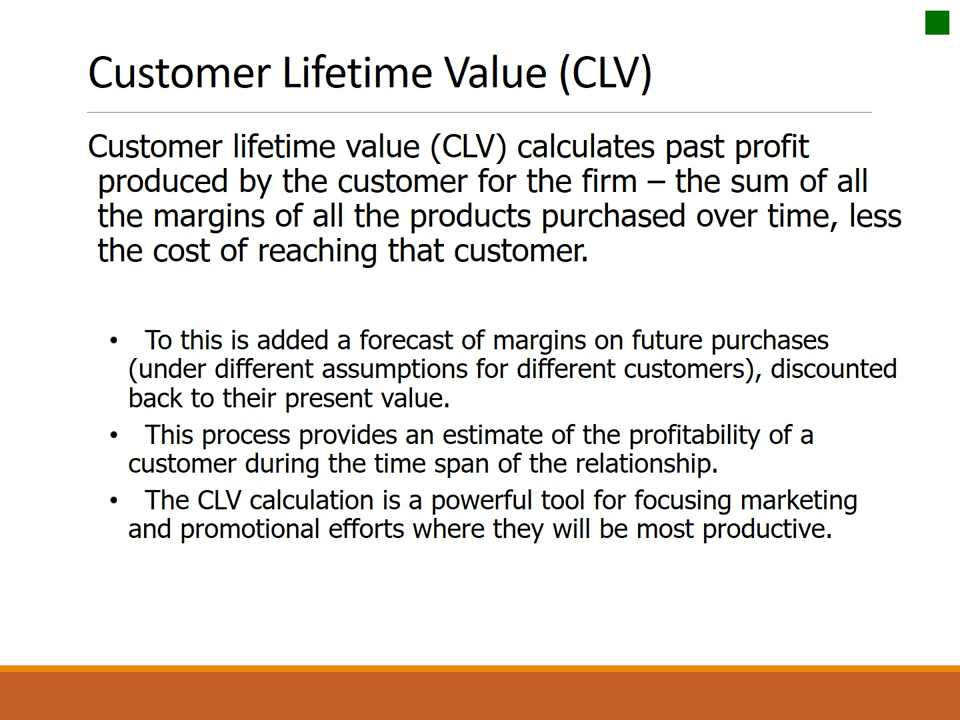 Customer Lifetime Value (CLV)
Customer lifetime value (CLV) calculates past profit
produced by the customer for the firm – the sum of all
the margins of all the products purchased over time, less
the cost of reaching that customer.
• To this is added a forecast of margins on future purchases
(under different assumptions for different customers), discounted
back to their present value.
• This process provides an estimate of the profitability of a
customer during the time span of the relationship.
• The CLV calculation is a powerful tool for focusing marketing
and promotional efforts where they will be most productive.